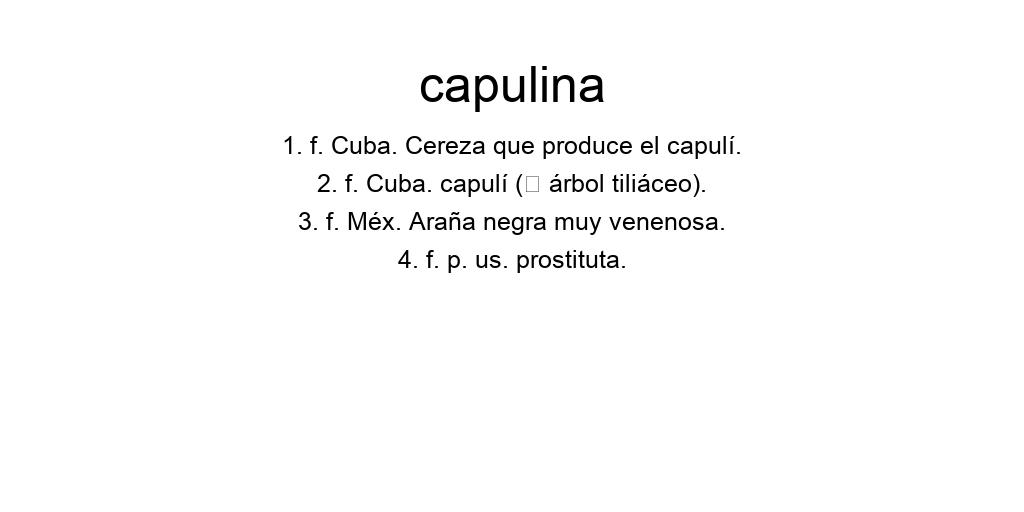 capulina
1. f. Cuba. Cereza que produce el capulí.
2. f. Cuba. capulí (□ árbol tiliáceo).
3. f. Méx. Araña negra muy venenosa.
4. f. p. us. prostituta.